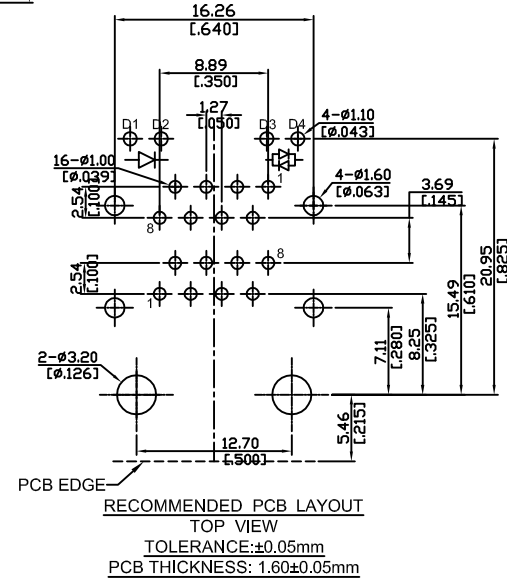 16.26
[.640]
8.89
[.350]
1.27
[.050]
D1 D2 D3 D4
4-Ø1.10
[Ø.043]
16-Ø1.00
[Ø.039]
1
4-Ø1.60
[Ø.063]
2.54
[.100]
8
3.69
[.145]
20.95
[.825]
15.49
[.610]
8
2.54
[.100]
1
7.11
[.280]
8.25
[.325]
2-Ø3.20
[Ø.126]
5.46
[.215]
12.70
[.500]
PCB EDGE
RECOMMENDED PCB LAYOUT
TOP VIEW
TOLERANCE:±0.05mm
PCB THICKNESS: 1.60±0.05mm